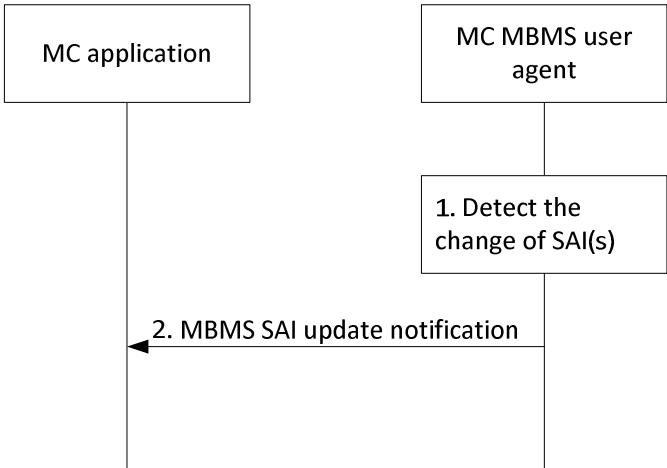 MC application
MC MBMS user
agent
1. Detect the
change of SAI(s)
2. MBMS SAI update notification